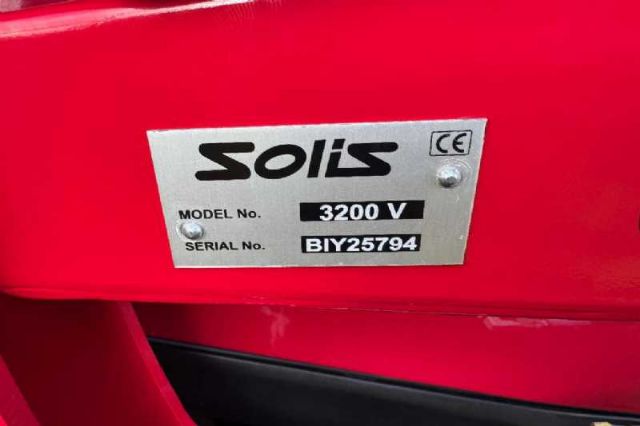 Solis CE
MODEL No. 3200 V
SERIAL No. BIY25794